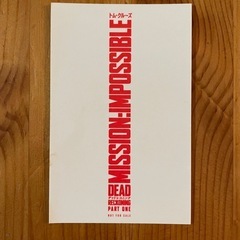 トム・クルーズ
MISSION:IMPOSSIBLE
DEAD
PART ONE
NOT FOR SALE